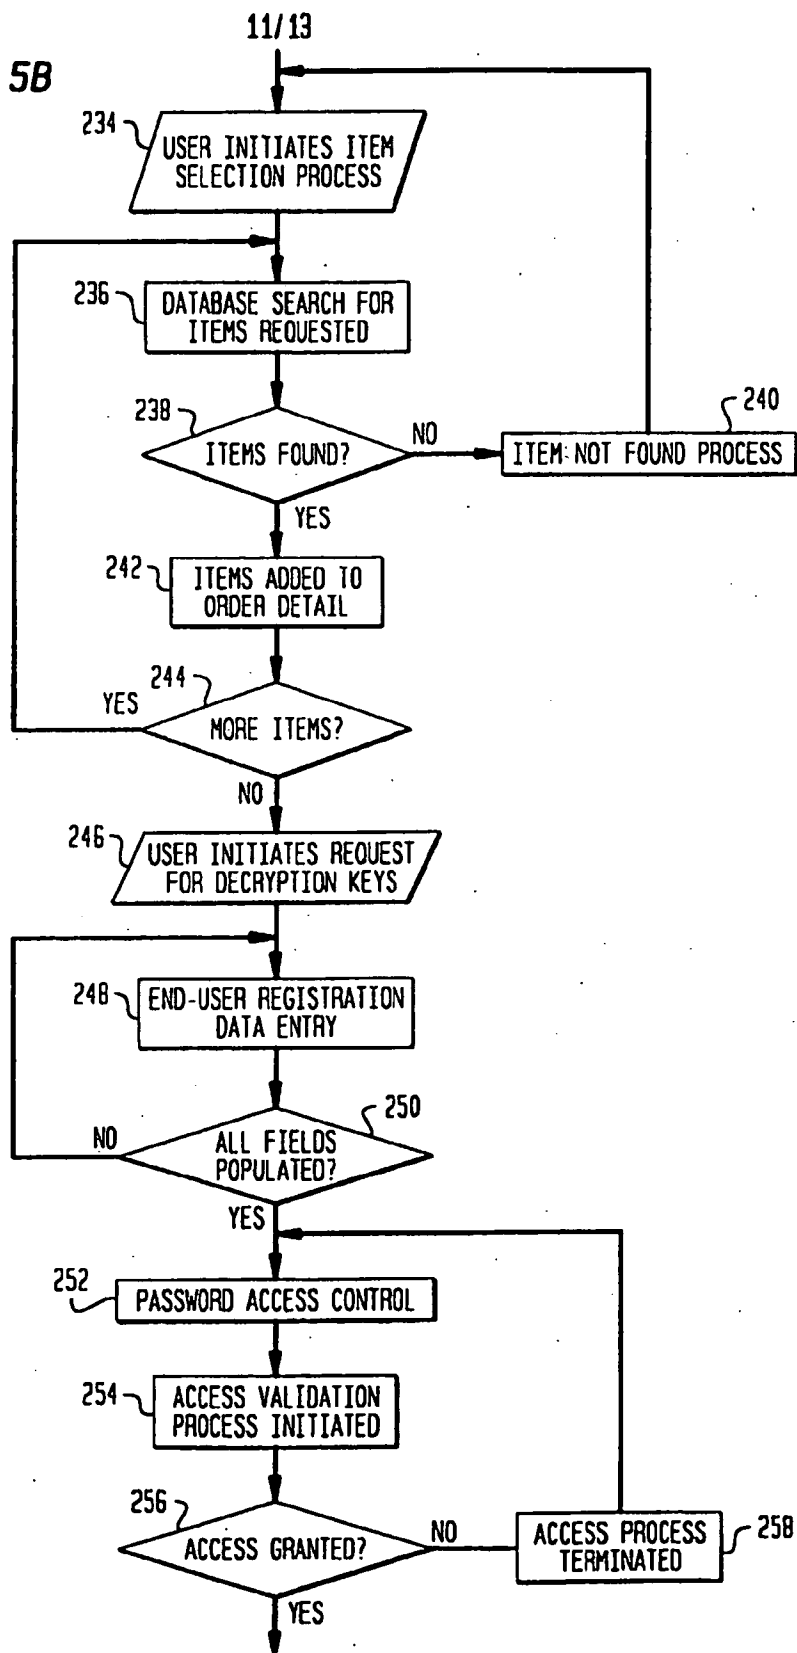 11/13
5B
234
USER INITIATES ITEM
SELECTION PROCESS
236
DATABASE SEARCH FOR
ITEMS REQUESTED
238
ITEMS FOUND?
NO
240
ITEM NOT FOUND PROCESS
YES
242
ITEMS ADDED TO
ORDER DETAIL
244
YES
MORE ITEMS?
NO
246
USER INITIATES REQUEST
FOR DECRYPTION KEYS
248
END-USER REGISTRATION
DATA ENTRY
250
NO
ALL FIELDS
POPULATED?
YES
252
PASSWORD ACCESS CONTROL
254
ACCESS VALIDATION
PROCESS INITIATED
256
ACCESS GRANTED?
NO
ACCESS PROCESS
TERMINATED
258
YES